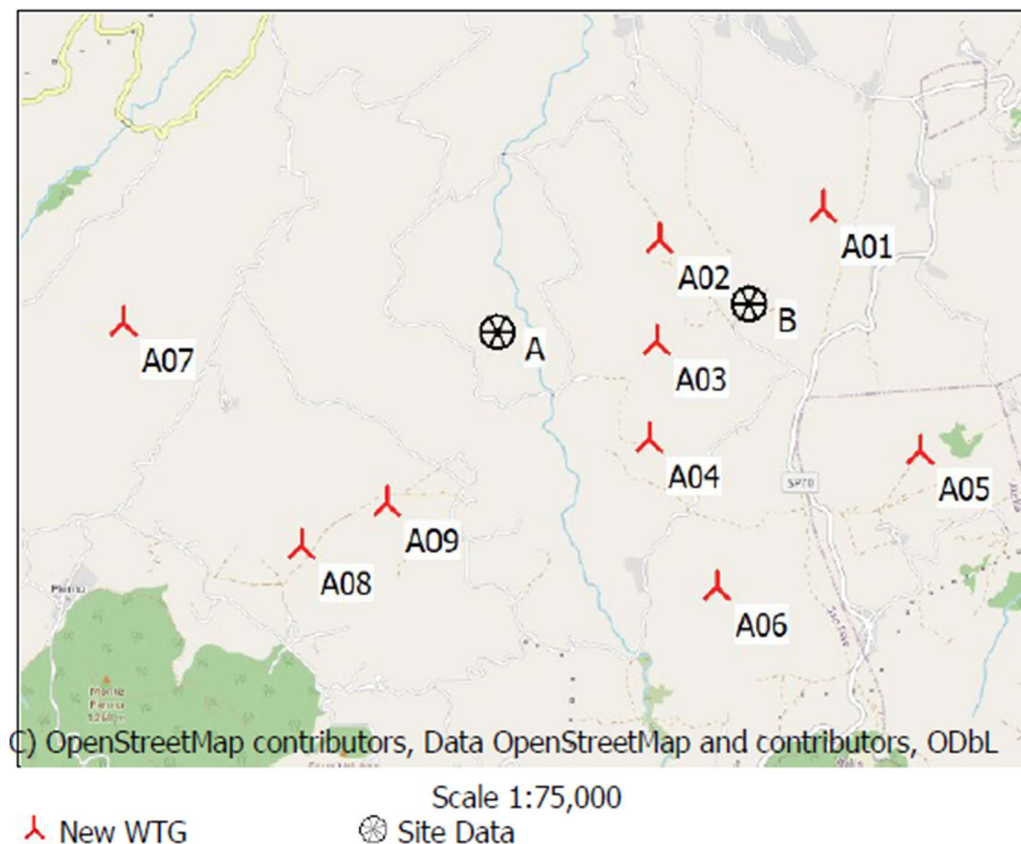 A01
A02
B
A
A07
A03
A04
A05
SP70
A09
A08
A06
C) OpenStreetMap contributors, Data OpenStreetMap and contributors, ODbL
Scale 1:75,000
New WTG
Site Data